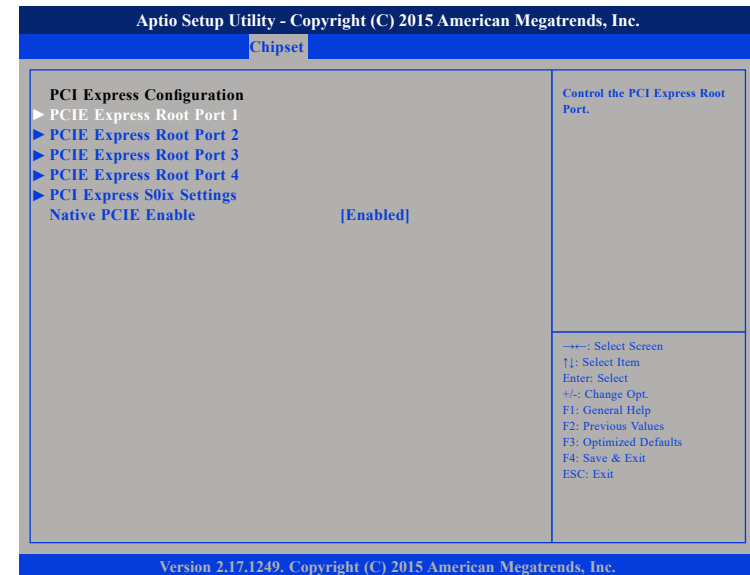 Aptio Setup Utility - Copyright (C) 2015 American Megatrends, Inc.
Chipset
PCI Express Configuration
▶ PCIE Express Root Port 1
▶ PCIE Express Root Port 2
▶ PCIE Express Root Port 3
▶ PCIE Express Root Port 4
▶ PCI Express S0ix Settings
Native PCIE Enable [Enabled]
Control the PCI Express Root
Port.
→←: Select Screen
↑↓: Select Item
Enter: Select
+/-: Change Opt.
F1: General Help
F2: Previous Values
F3: Optimized Defaults
F4: Save & Exit
ESC: Exit
Version 2.17.1249. Copyright (C) 2015 American Megatrends, Inc.